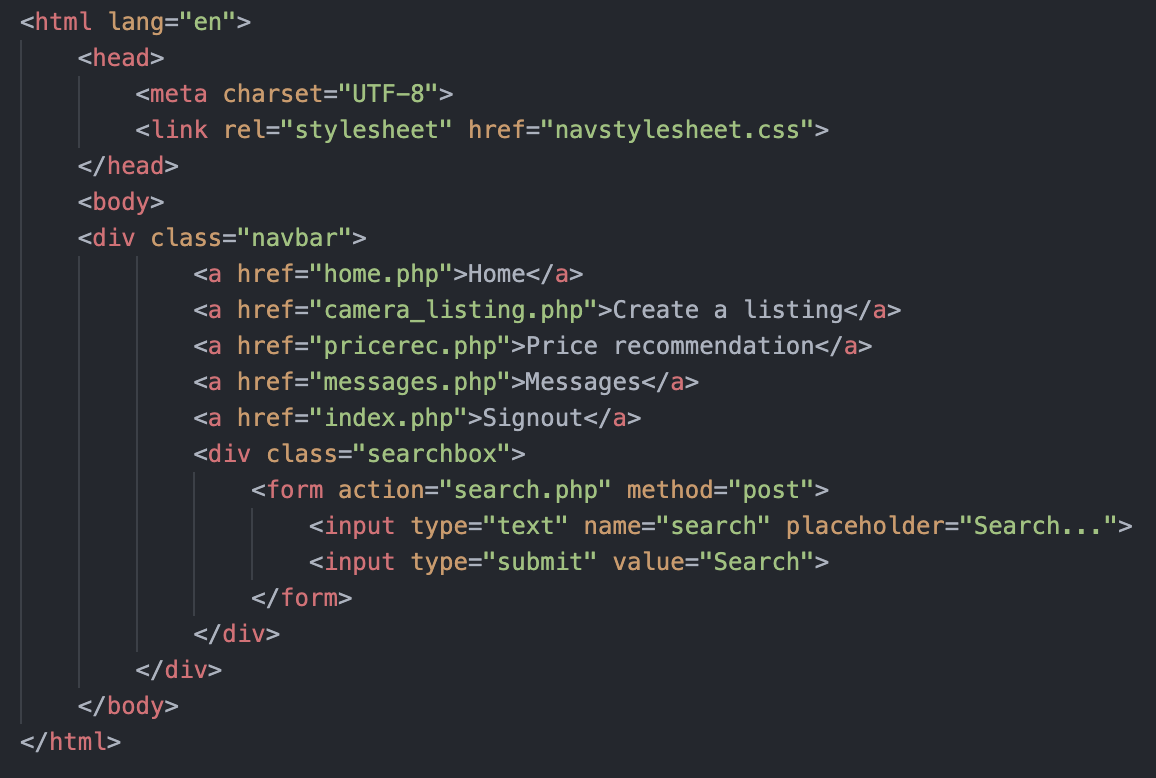 <html lang="en">
    <head>
        <meta charset="UTF-8">
        <link rel="stylesheet" href="navstylesheet.css">
    </head>
    <body>
    <div class="navbar">
            <a href="home.php">Home</a>
            <a href="camera_listing.php">Create a listing</a>
            <a href="pricerec.php">Price recommendation</a>
            <a href="messages.php">Messages</a>
            <a href="index.php">Signout</a>
            <div class="searchbox">
                <form action="search.php" method="post">
                    <input type="text" name="search" placeholder="Search...">
                    <input type="submit" value="Search">
                </form>
            </div>
        </div>
    </body>
</html>